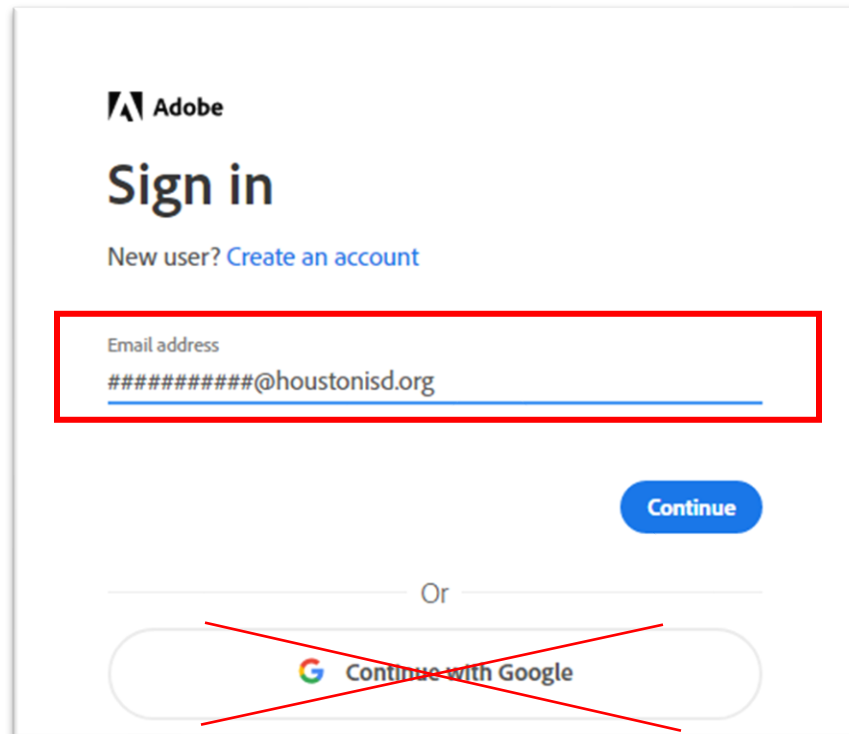 Adobe
Sign in
New user? Create an account
Email address
###########@houstonisd.org
Continue
Or
Continue with Google